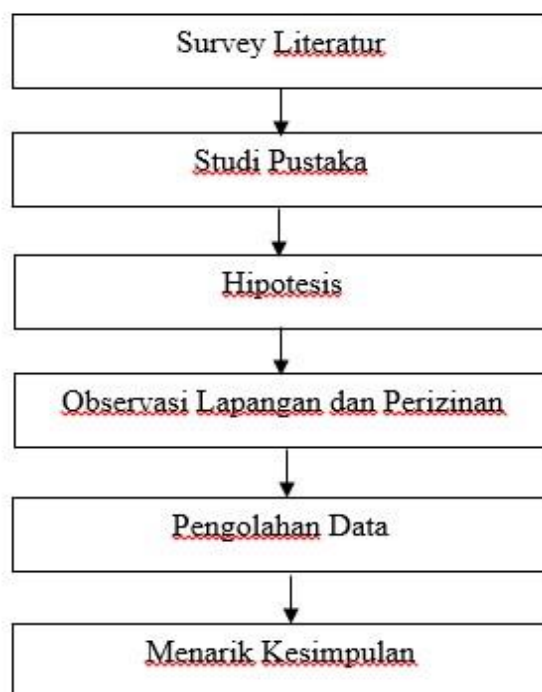 Survey Literatur
Studi Pustaka
Hipotesis
Observasi Lapangan dan Perizinan
Pengolahan Data
Menarik Kesimpulan